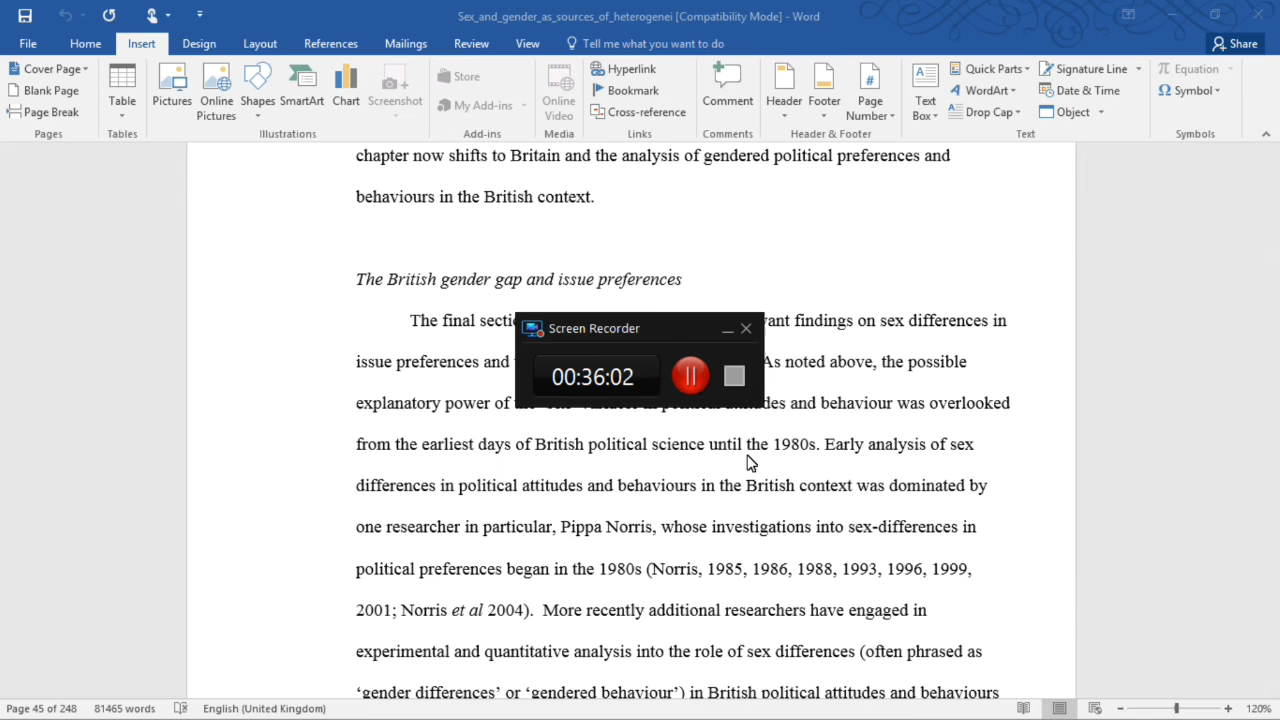 Sex_and_gender_as_sources_of_heterogenei [Compatibility Mode] - Word
File Home Insert Design Layout References Mailings Review View Tell me what you want to do Share
Cover Page
Blank Page
Page Break
Pages
Table
Tables
Pictures
Online Pictures
Shapes
SmartArt
Chart
Screenshot
Illustrations
Store
My Add-ins
Add-ins
Online Video
Media
Hyperlink
Bookmark
Cross-reference
Links
Comment
Comments
Header
Footer
Page Number
Header & Footer
Text Box
Quick Parts
WordArt
Drop Cap
Signature Line
Date & Time
Object
Text
Equation
Symbol
Symbols
chapter now shifts to Britain and the analysis of gendered political preferences and
behaviours in the British context.
The British gender gap and issue preferences
The final findings on sex differences in
Screen Recorder
00:36:02
issue preferences and As noted above, the possible
explanatory power of and behaviour was overlooked
from the earliest days of British political science until the 1980s. Early analysis of sex
differences in political attitudes and behaviours in the British context was dominated by
one researcher in particular, Pippa Norris, whose investigations into sex-differences in
political preferences began in the 1980s (Norris, 1985, 1986, 1988, 1993, 1996, 1999,
2001; Norris et al 2004). More recently additional researchers have engaged in
experimental and quantitative analysis into the role of sex differences (often phrased as
‘gender differences’ or ‘gendered behaviour’) in British political attitudes and behaviours
Page 45 of 248 81465 words English (United Kingdom) 120%